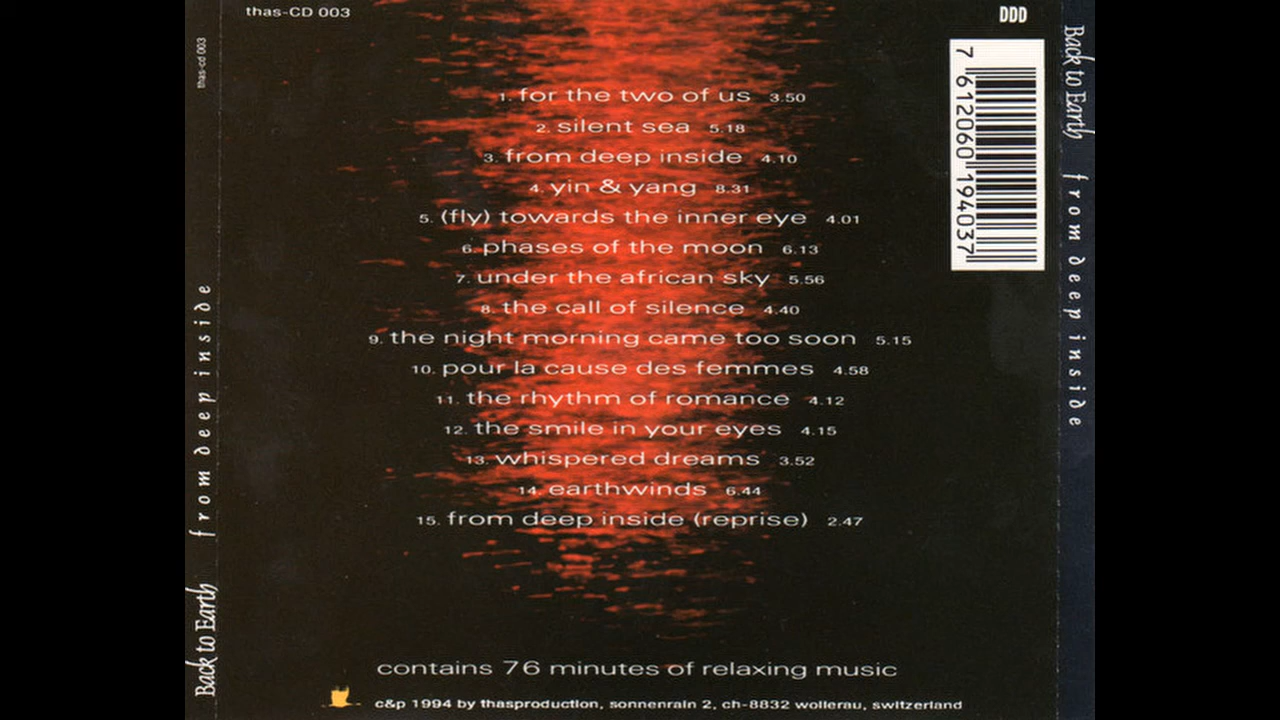 thas-CD 003
DDD
thas-cd 003
1. for the two of us 3.50
2. silent sea 5.18
3. from deep inside 4.10
4. yin & yang 8.31
5. (fly) towards the inner eye 4.01
6. phases of the moon 6.13
7. under the african sky 5.56
8. the call of silence 4.40
9. the night morning came too soon 5.15
10. pour la cause des femmes 4.58
11. the rhythm of romance 4.12
12. the smile in your eyes 4.15
13. whispered dreams 3.52
14. earthwinds 6.44
15. from deep inside (reprise) 2.47
contains 76 minutes of relaxing music
c&p 1994 by thasproduction, sonnenrain 2, ch-8832 wollerau, switzerland
Back to Earth from deep inside
Back to Earth from deep inside
7 612060 194037